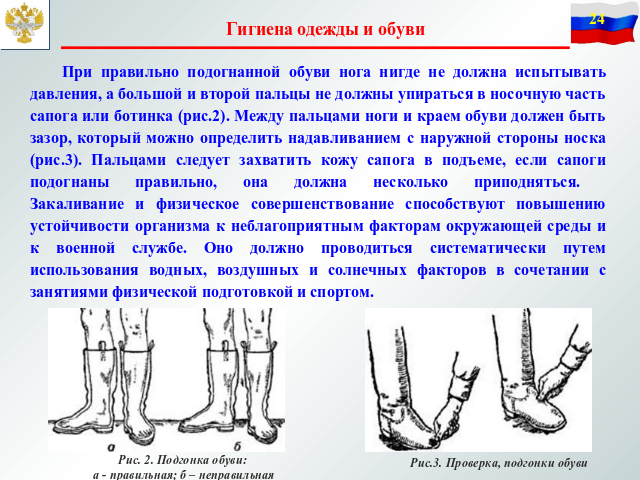 Гигиена одежды и обуви
24
При правильно подогнанной обуви нога нигде не должна испытывать
давления, а большой и второй пальцы не должны упираться в носочную часть
сапога или ботинка (рис.2). Между пальцами ноги и краем обуви должен быть
зазор, который можно определить надавливанием с наружной стороны носка
(рис.3). Пальцами следует захватить кожу сапога в подъеме, если сапоги
подогнаны правильно, она должна несколько приподняться.
Закаливание и физическое совершенствование способствуют повышению
устойчивости организма к неблагоприятным факторам окружающей среды и
к военной службе. Оно должно проводиться систематически путем
использования водных, воздушных и солнечных факторов в сочетании с
занятиями физической подготовкой и спортом.
а б
Рис. 2. Подгонка обуви:
а - правильная; б – неправильная
Рис.3. Проверка, подгонки обуви